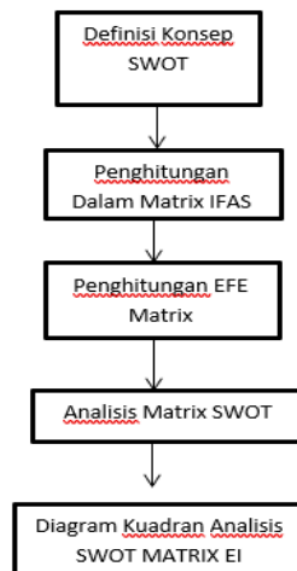 Definisi Konsep
SWOT
Penghitungan
Dalam Matrix IFAS
Penghitungan EFE
Matrix
Analisis Matrix SWOT
Diagram Kuadran Analisis
SWOT MATRIX EI